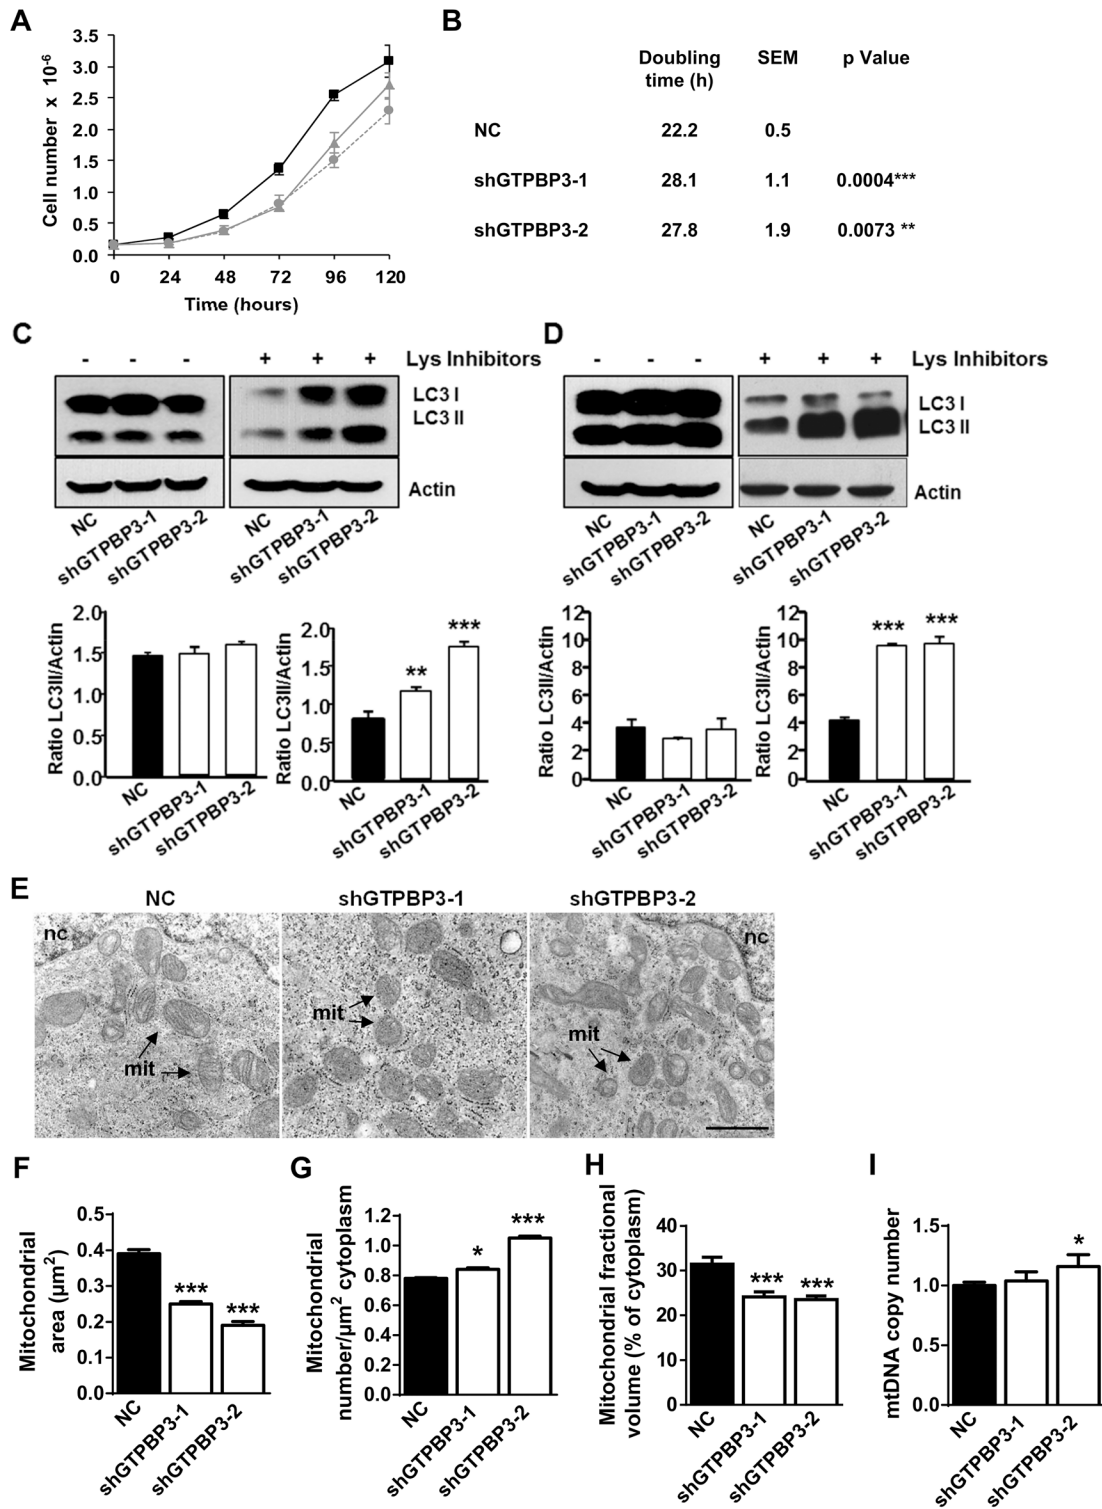 A
B
Cell number x 10-6
3.5
3.0
2.5
2.0
1.5
1.0
0.5
0.0
0 24 48 72 96 120
Time (hours)
Doubling SEM p Value
time (h)
NC 22.2 0.5
shGTPBP3-1 28.1 1.1 0.0004***
shGTPBP3-2 27.8 1.9 0.0073 **
C
- - - + + + Lys Inhibitors
LC3 I
LC3 II
Actin
NC shGTPBP3-1 shGTPBP3-2 NC shGTPBP3-1 shGTPBP3-2
D
- - - + + + Lys Inhibitors
LC3 I
LC3 II
Actin
NC shGTPBP3-1 shGTPBP3-2 NC shGTPBP3-1 shGTPBP3-2
Ratio LC3II/Actin
2.0
1.5
1.0
0.5
0.0
NC shGTPBP3-1 shGTPBP3-2
Ratio LC3II/Actin
2.0
1.5
1.0
0.5
0.0
** ***
NC shGTPBP3-1 shGTPBP3-2
Ratio LC3II/Actin
12
10
8
6
4
2
0
NC shGTPBP3-1 shGTPBP3-2
Ratio LC3II/Actin
12
10
8
6
4
2
0
*** ***
NC shGTPBP3-1 shGTPBP3-2
E
NC shGTPBP3-1 shGTPBP3-2
nc
mit
mit
nc
mit
F
Mitochondrial
area (µm2)
0.5
0.4
0.3
0.2
0.1
0.0
*** ***
NC shGTPBP3-1 shGTPBP3-2
G
Mitochondrial
number/µm2 cytoplasm
1.2
1.0
0.8
0.6
0.4
0.2
0.0
* ***
NC shGTPBP3-1 shGTPBP3-2
H
Mitochondrial fractional
volume (% of cytoplasm)
40
30
20
10
0
*** ***
NC shGTPBP3-1 shGTPBP3-2
I
mtDNA copy number
1.5
1.0
0.5
0.0
*
NC shGTPBP3-1 shGTPBP3-2